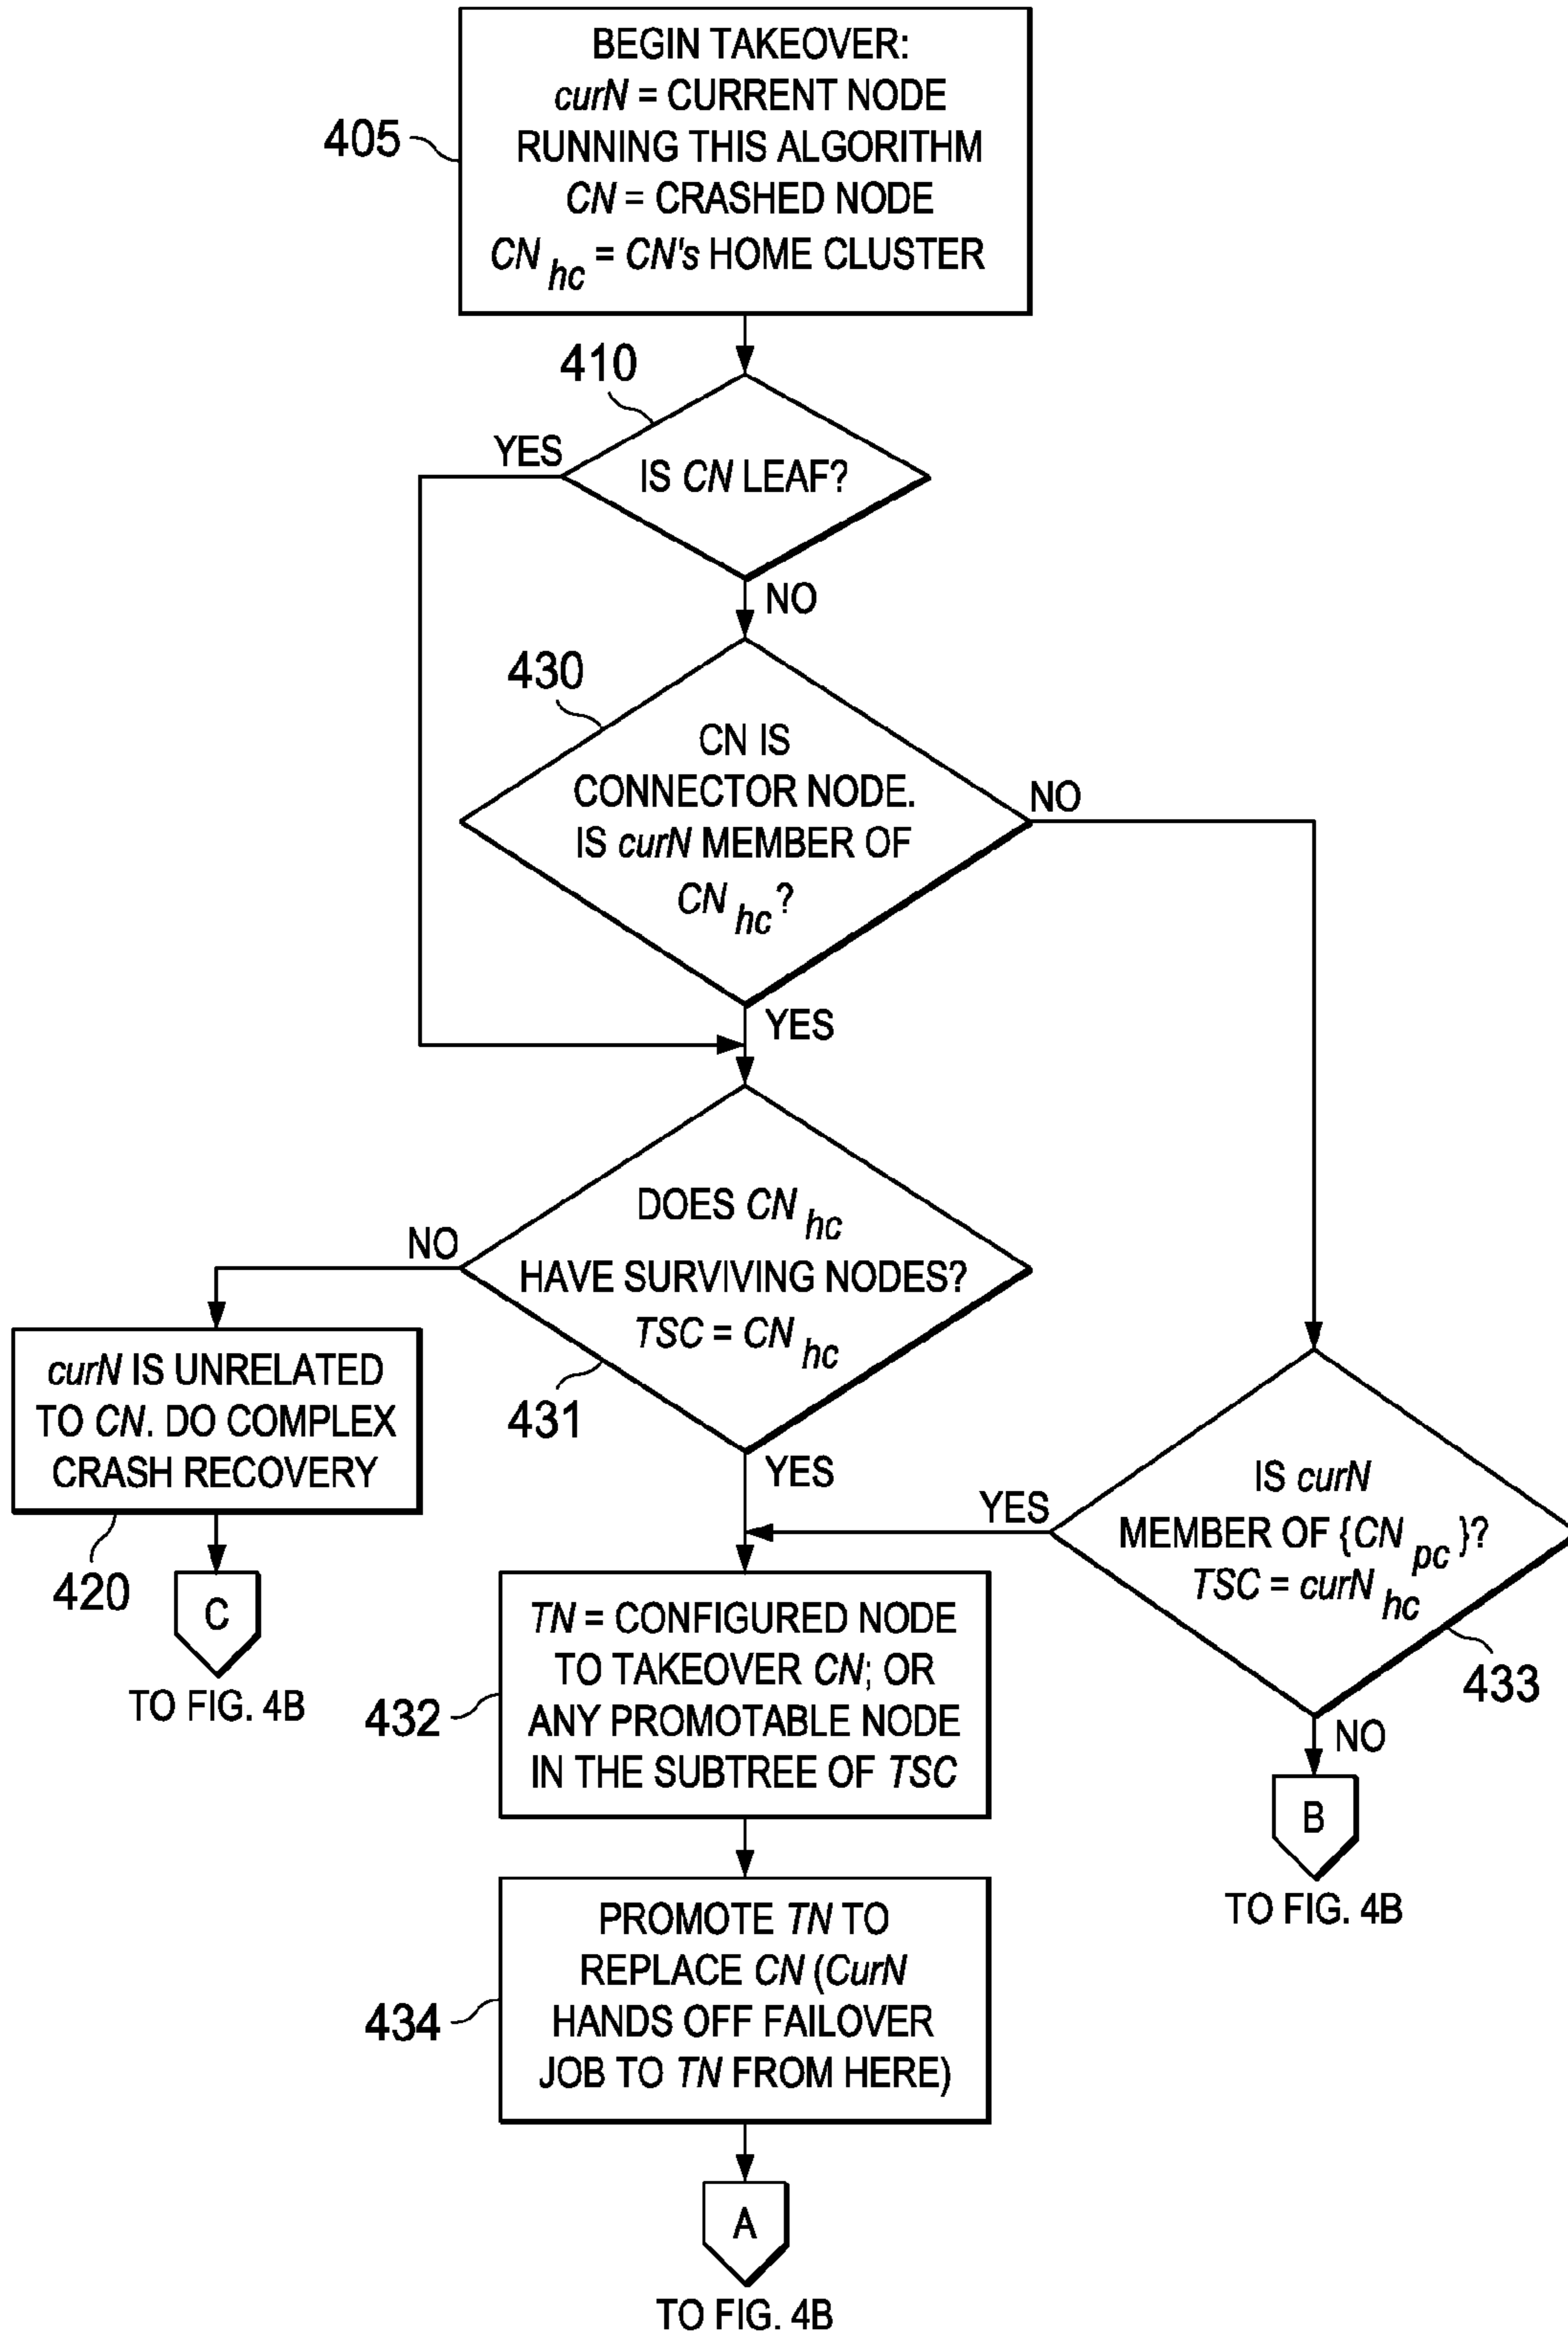 BEGIN TAKEOVER:
curN = CURRENT NODE
RUNNING THIS ALGORITHM
CN = CRASHED NODE
CN hc = CN's HOME CLUSTER
405
410
YES
IS CN LEAF?
NO
430
CN IS
CONNECTOR NODE.
IS curN MEMBER OF
CN hc ?
NO
YES
DOES CN hc
HAVE SURVIVING NODES?
TSC = CN hc
NO
431
YES
curN IS UNRELATED
TO CN. DO COMPLEX
CRASH RECOVERY
420
C
TO FIG. 4B
IS curN
MEMBER OF {CN pc }?
TSC = curN hc
YES
433
NO
B
TO FIG. 4B
TN = CONFIGURED NODE
TO TAKEOVER CN; OR
ANY PROMOTABLE NODE
IN THE SUBTREE OF TSC
432
PROMOTE TN TO
REPLACE CN (CurN
HANDS OFF FAILOVER
JOB TO TN FROM HERE)
434
A
TO FIG. 4B